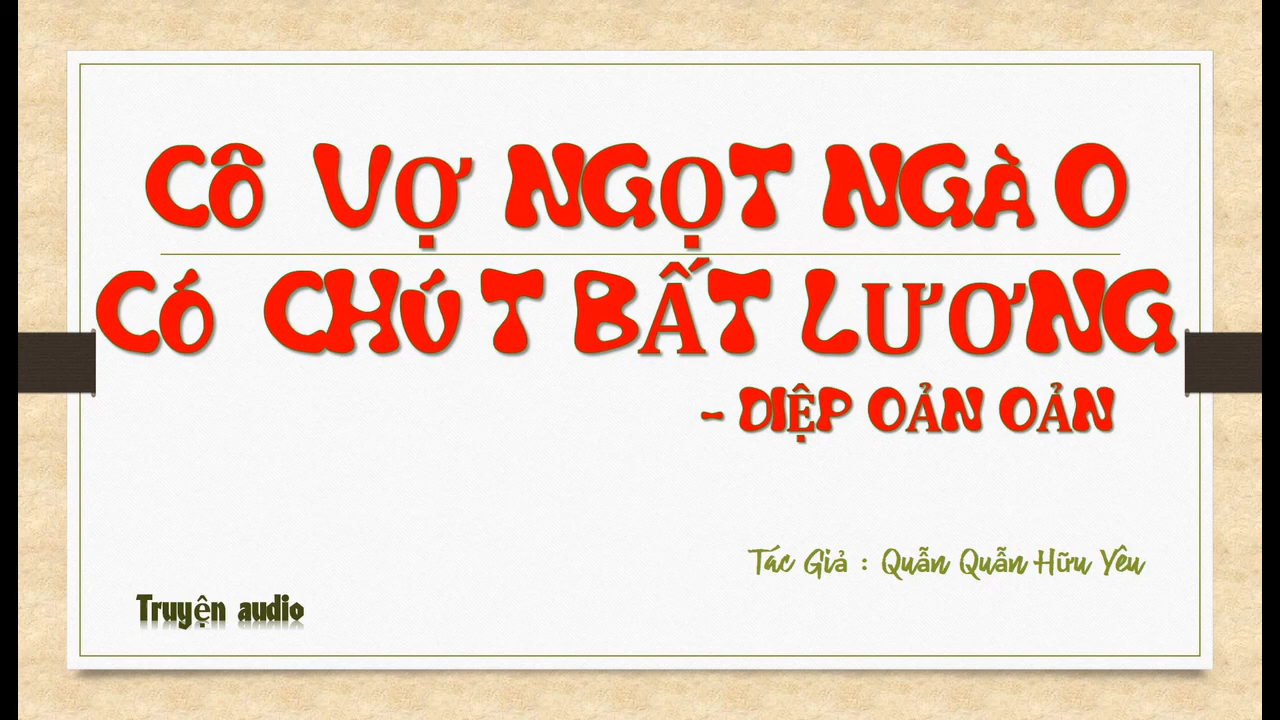 CÔ VỢ NGỌT NGÀO
CÓ CHÚT BẤT LƯƠNG
- DIỆP OẢN OẢN
Tác Giả : Quẫn Quẫn Hữu Yêu
Truyện audio